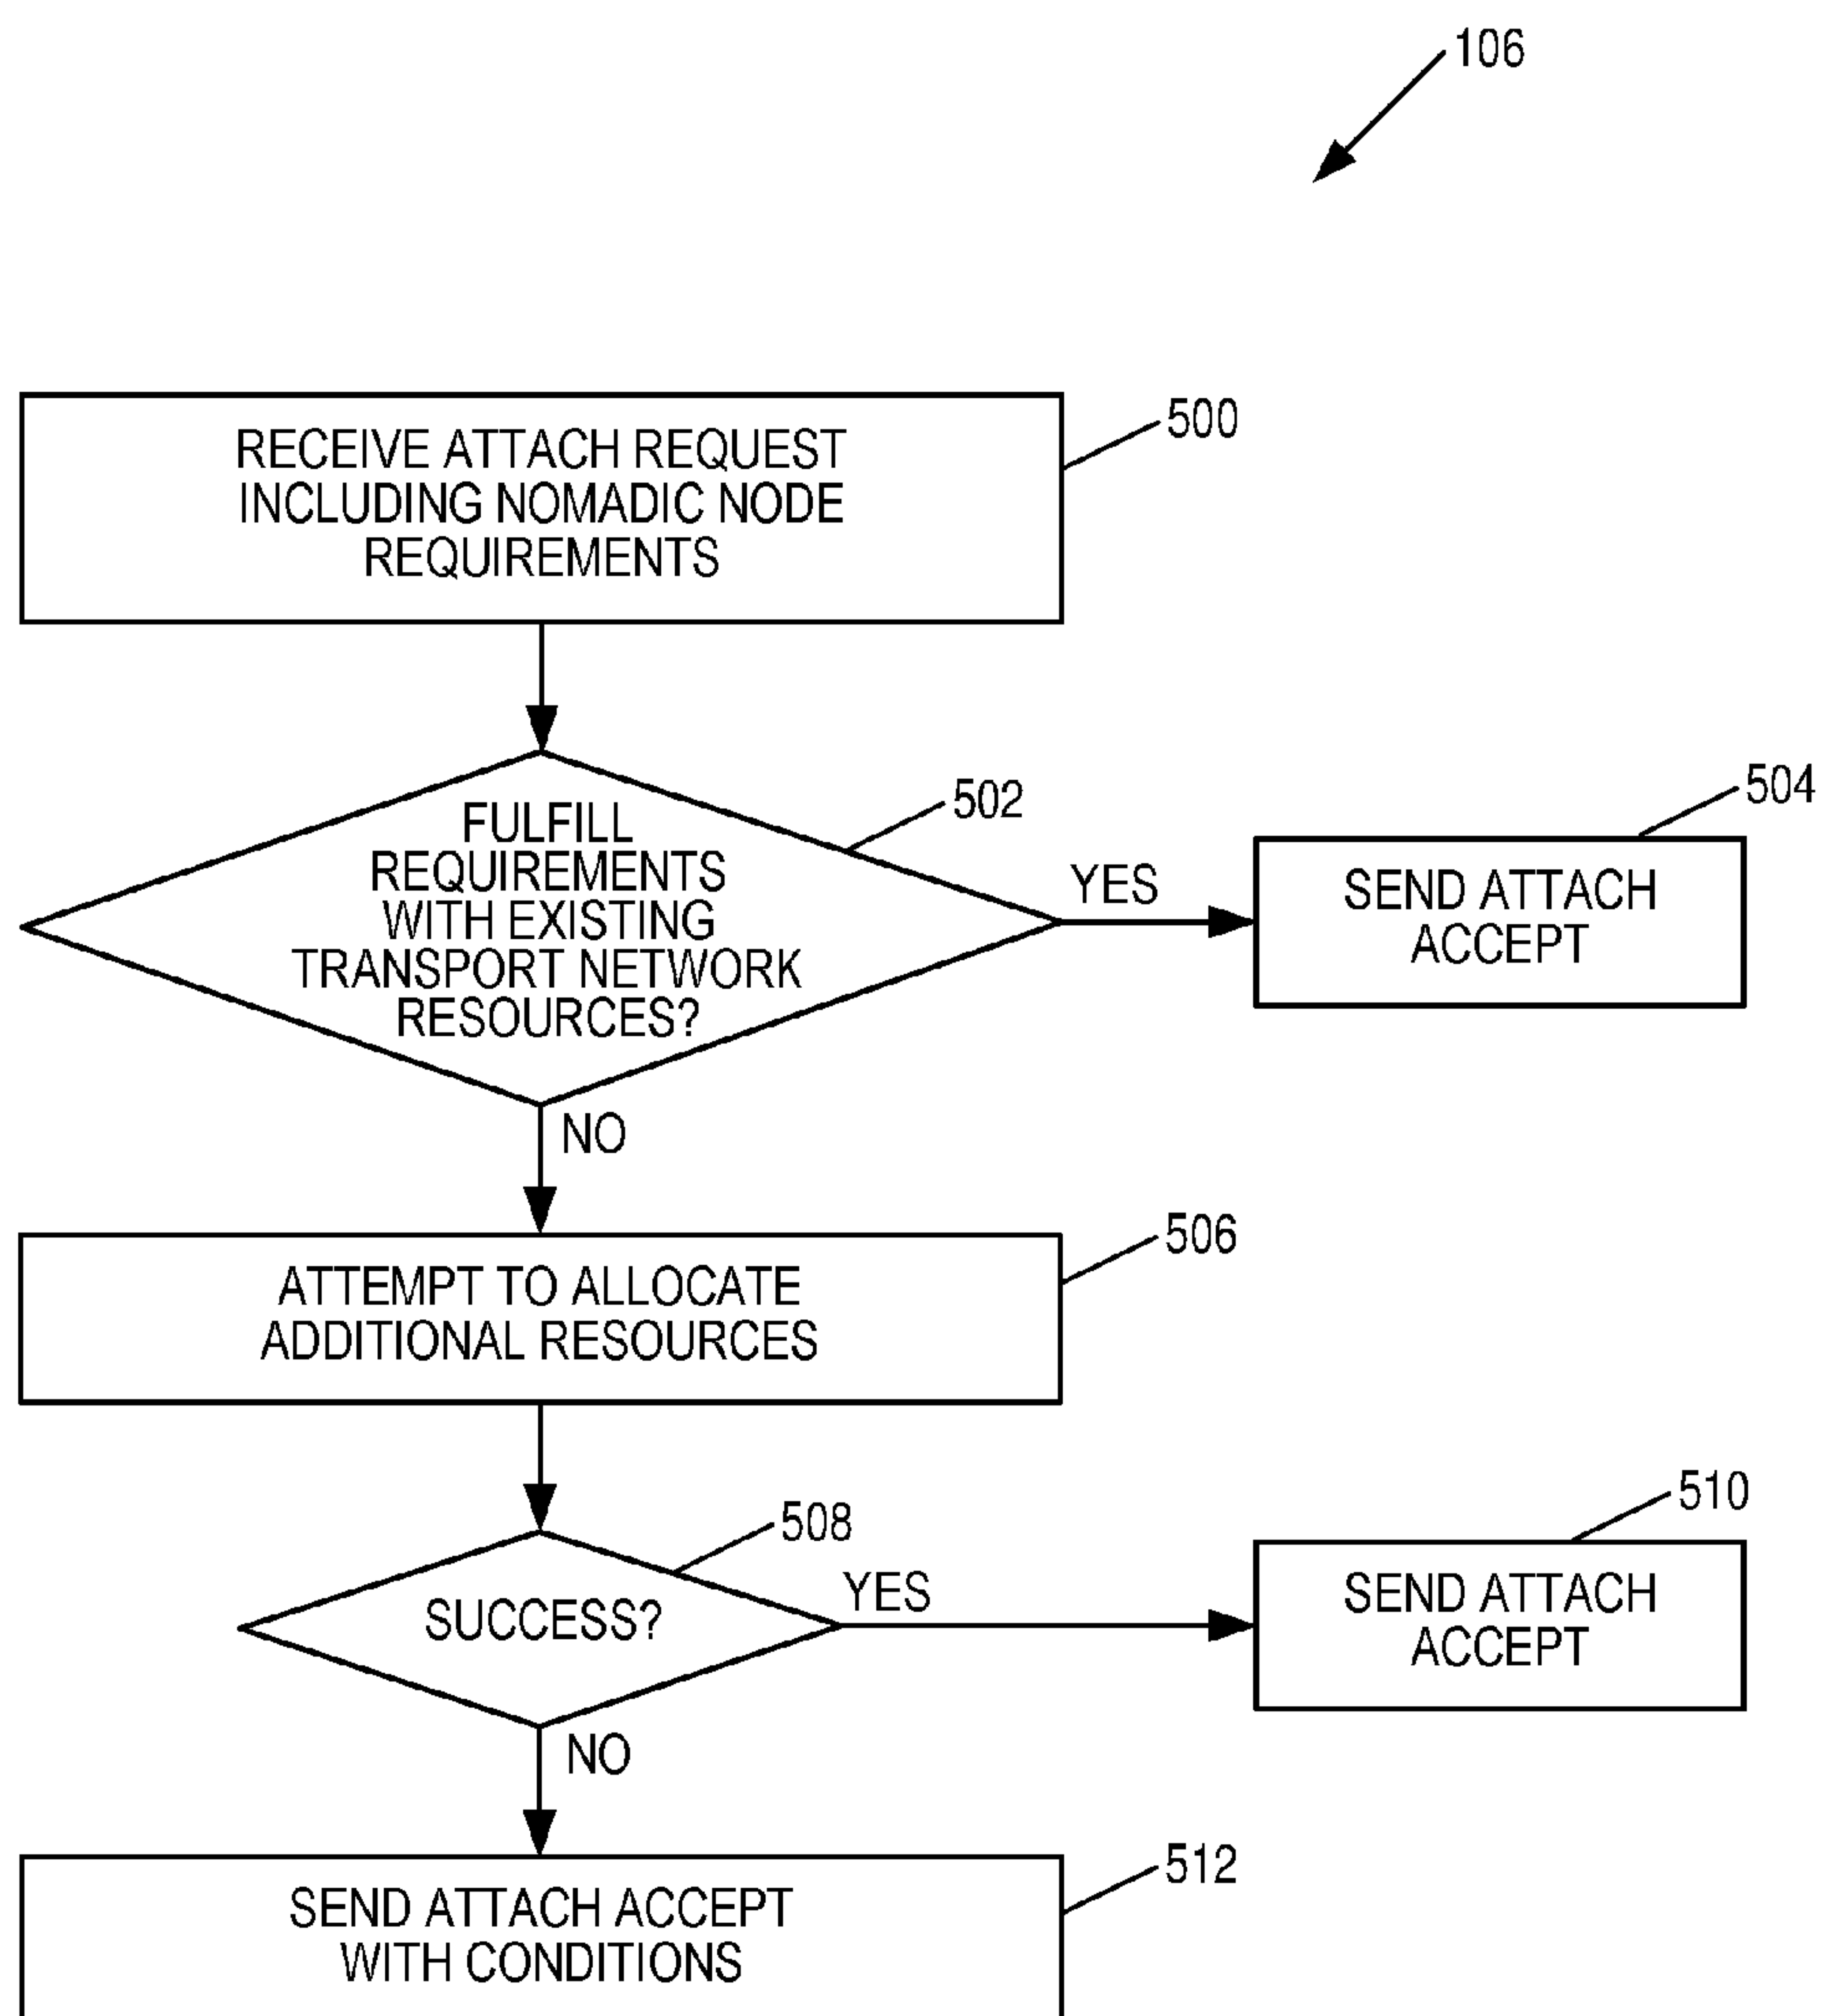 106
RECEIVE ATTACH REQUEST
INCLUDING NOMADIC NODE
REQUIREMENTS
500
FULFILL
REQUIREMENTS
WITH EXISTING
TRANSPORT NETWORK
RESOURCES?
502
YES
504
SEND ATTACH
ACCEPT
NO
ATTEMPT TO ALLOCATE
ADDITIONAL RESOURCES
506
SUCCESS?
508
YES
510
SEND ATTACH
ACCEPT
NO
SEND ATTACH ACCEPT
WITH CONDITIONS
512